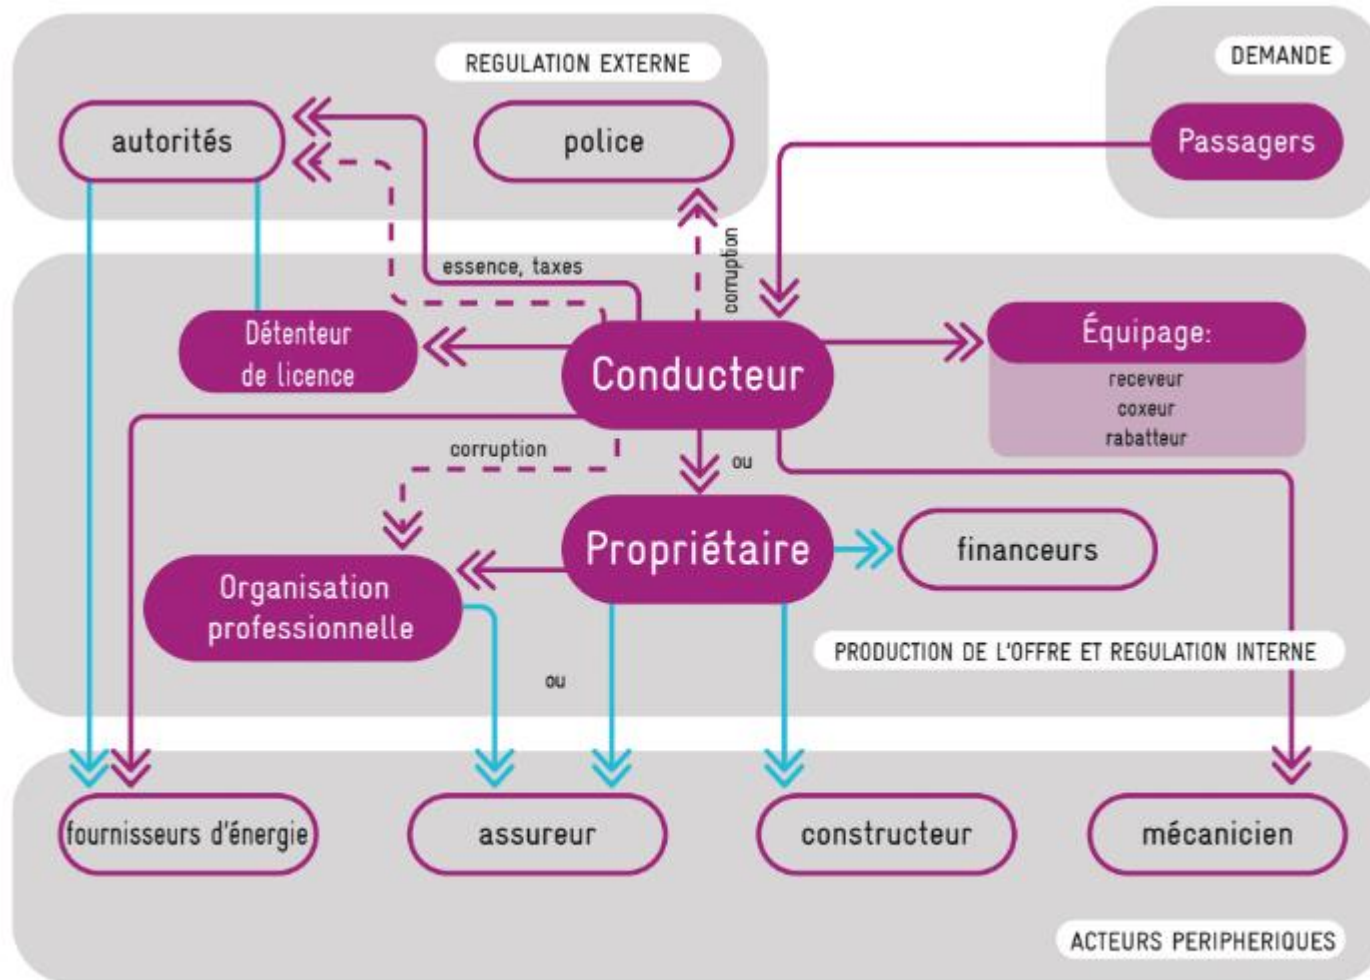 REGULATION EXTERNE
DEMANDE
autorités
police
Passagers
essence, taxes
corruption
Détenteur
de licence
Conducteur
Équipage:
receveur
coxeur
rabatteur
corruption
ou
Propriétaire
financeurs
Organisation
professionnelle
ou
PRODUCTION DE L'OFFRE ET REGULATION INTERNE
fournisseurs d'énergie
assureur
constructeur
mécanicien
ACTEURS PERIPHERIQUES